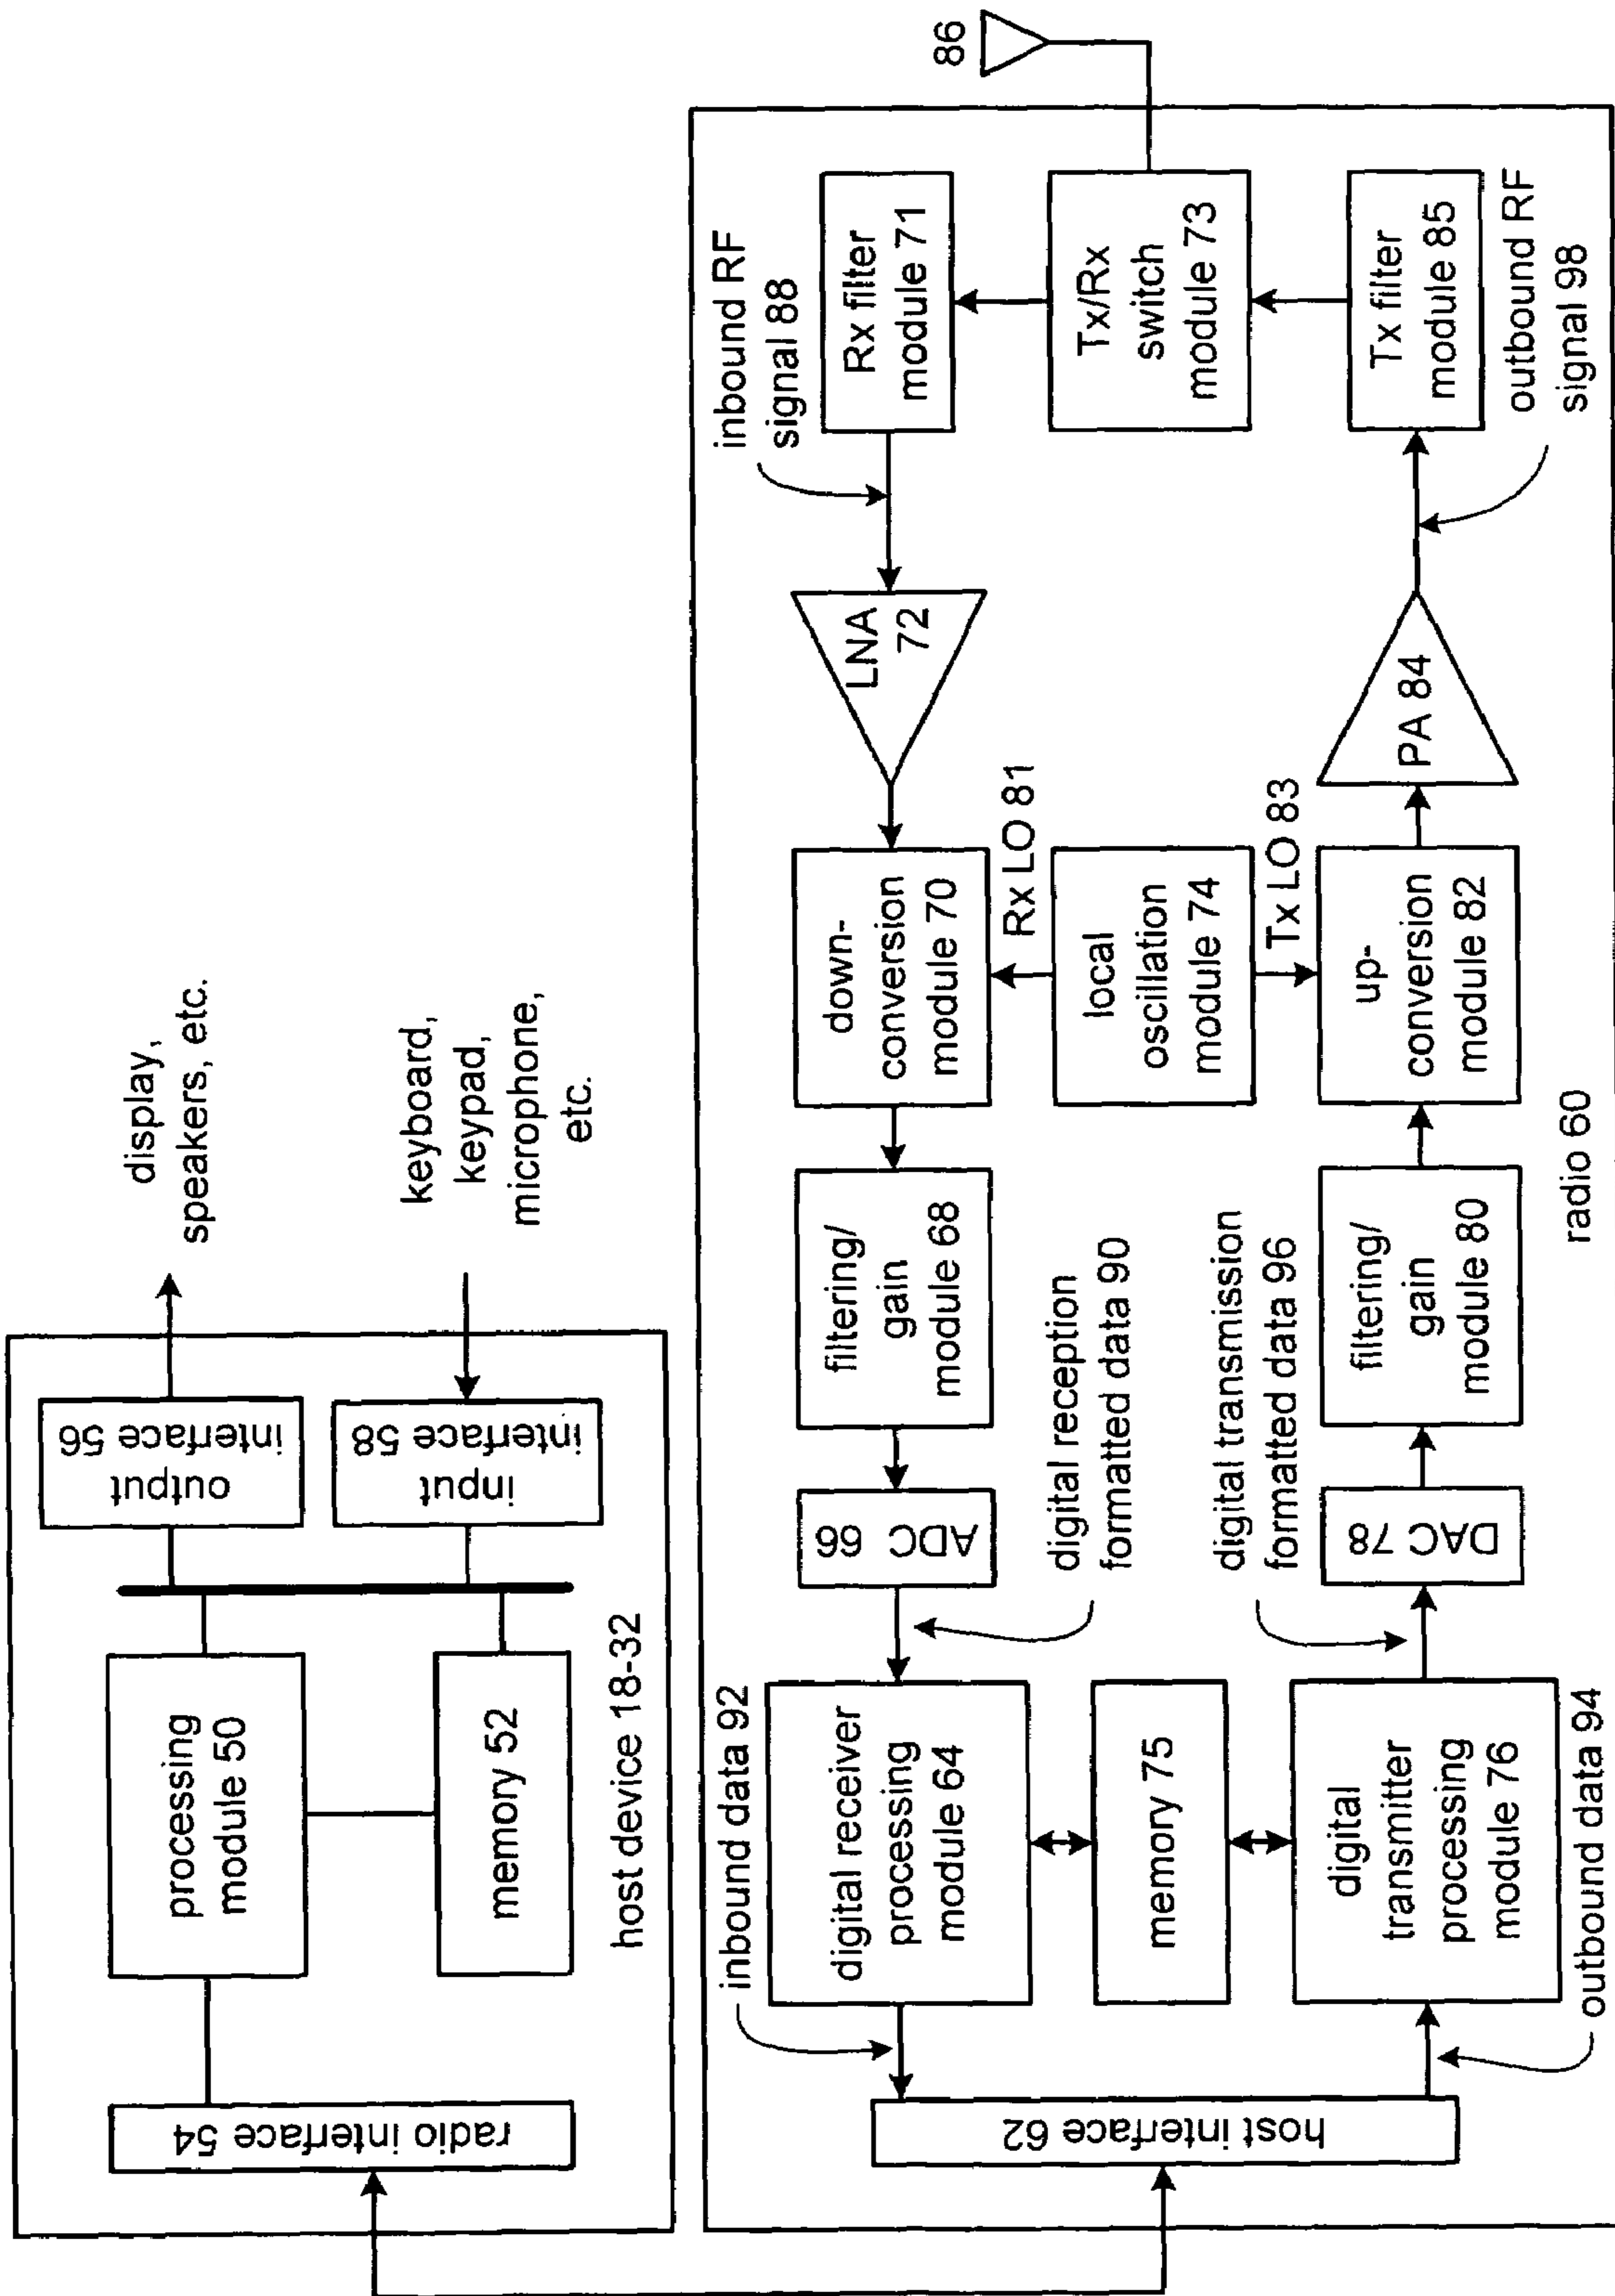 display,
speakers, etc.
keyboard,
keypad,
microphone,
etc.
output
interface 56
input
interface 58
processing
module 50
memory 52
radio interface 54
host device 18-32
86
inbound RF
signal 88
Rx filter
module 71
Tx/Rx
switch
module 73
Tx filter
module 85
outbound RF
signal 98
LNA
72
PA 84
down-
conversion
module 70
Rx LO 81
local
oscillation
module 74
Tx LO 83
up-
conversion
module 82
filtering/
gain
module 68
filtering/
gain
module 80
radio 60
ADC 66
digital reception
formatted data 90
digital transmission
formatted data 96
DAC 78
inbound data 92
digital receiver
processing
module 64
memory 75
digital
transmitter
processing
module 76
outbound data 94
host interface 62